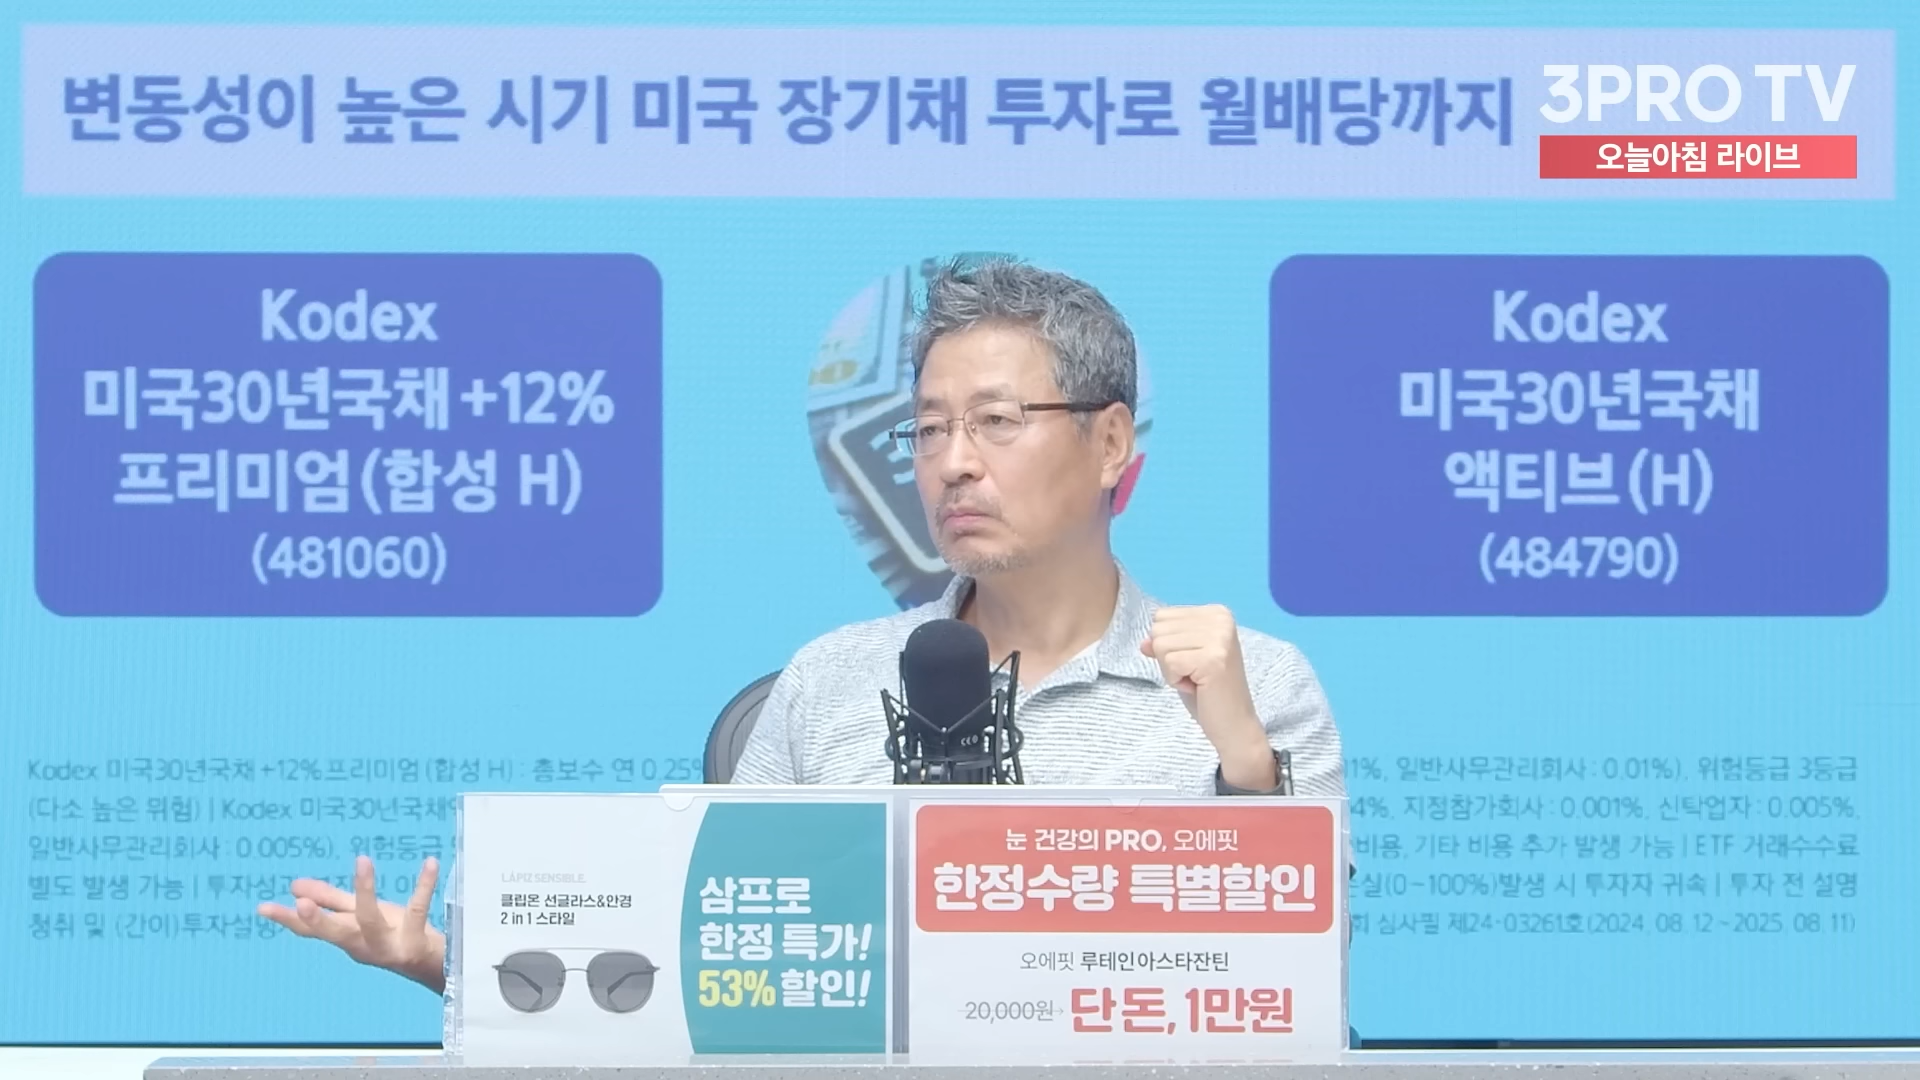 변동성이 높은 시기 미국 장기채 투자로 월배당까지
3PRO TV
오늘아침 라이브
Kodex
미국30년국채+12%
프리미엄(합성 H)
(481060)
Kodex
미국30년국채
액티브(H)
(484790)
Kodex 미국30년국채+12%프리미엄(합성 H) : 총보수 연 0.25%
1%, 일반사무관리회사 : 0.01%), 위험등급 3등급
(다소 높은 위험) | Kodex 미국30년국채
4%, 지정참가회사 : 0.001%, 신탁업자 : 0.005%,
일반사무관리회사 : 0.005%), 위험등급
비용, 기타 비용 추가 발생 가능 | ETF 거래수수료
별도 발생 가능 | 투자
손실(0~100%)발생 시 투자자 귀속 | 투자 전 설명
청취 및 (간이)투자설명
심사필 제24-03261호(2024. 08. 12 ~ 2025. 08. 11)
LAPIZ SENSIBLE.
클립온 선글라스&안경
2 in 1 스타일
삼프로
한정 특가!
53% 할인!
눈 건강의 PRO, 오에핏
한정수량 특별할인
오에핏 루테인아스타잔틴
20,000원 단돈, 1만원